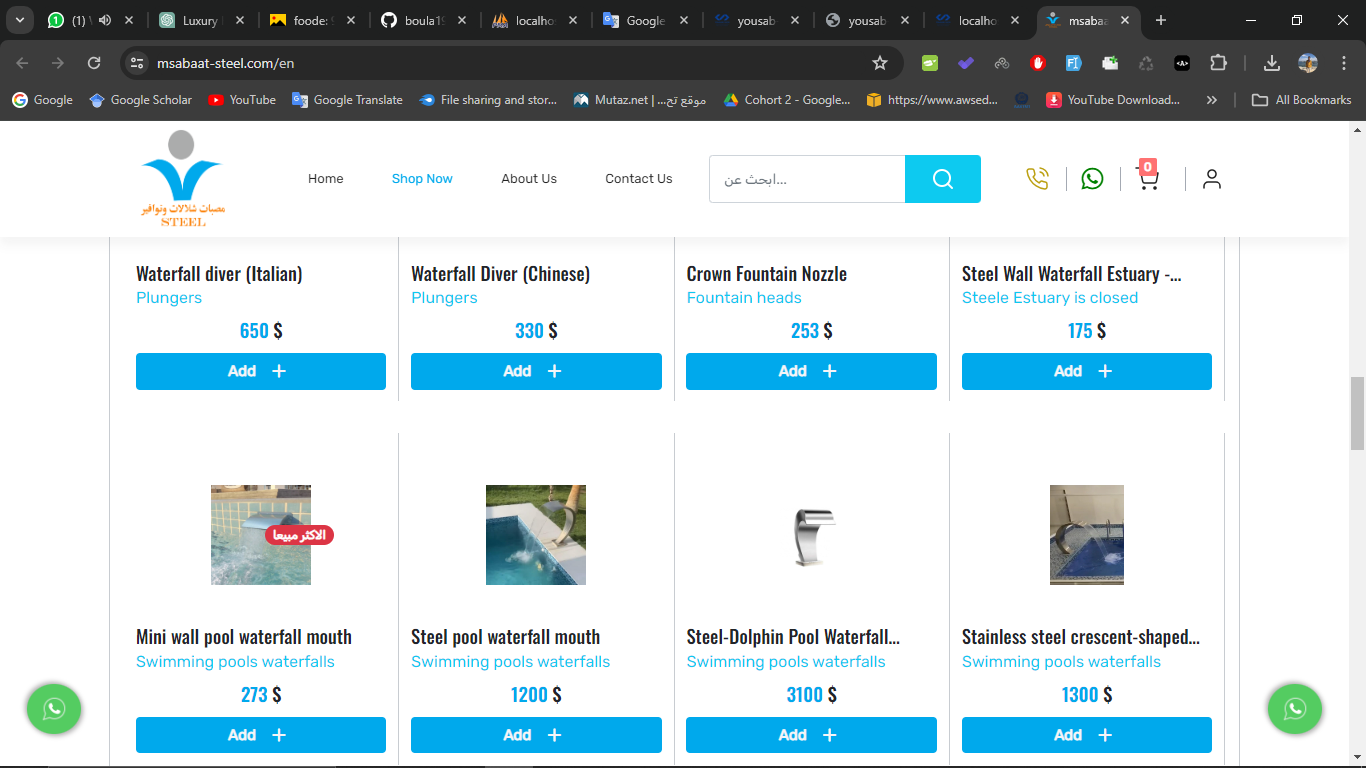 (1) W
Luxury
foode: S
boula19
localhos
Google
yousab
yousab
localho
msabaa
msabaat-steel.com/en
Google
Google Scholar
YouTube
Google Translate
File sharing and stor...
Mutaz.net | موقع تح...
Cohort 2 - Google...
https://www.awsed...
YouTube Download...
All Bookmarks
مصبات شلالات ونوافير
STEEL
Home
Shop Now
About Us
Contact Us
ابحث عن...
0
Waterfall diver (Italian)
Plungers
650 $
Add +
Waterfall Diver (Chinese)
Plungers
330 $
Add +
Crown Fountain Nozzle
Fountain heads
253 $
Add +
Steel Wall Waterfall Estuary -...
Steele Estuary is closed
175 $
Add +
الاكثر مبيعا
Mini wall pool waterfall mouth
Swimming pools waterfalls
273 $
Add +
Steel pool waterfall mouth
Swimming pools waterfalls
1200 $
Add +
Steel-Dolphin Pool Waterfall...
Swimming pools waterfalls
3100 $
Add +
Stainless steel crescent-shaped...
Swimming pools waterfalls
1300 $
Add +